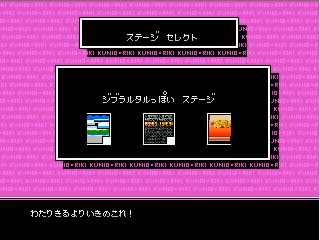 ステージ セレクト
ジブラルタルっぽい ステージ
わたりきるよりいきのこれ!